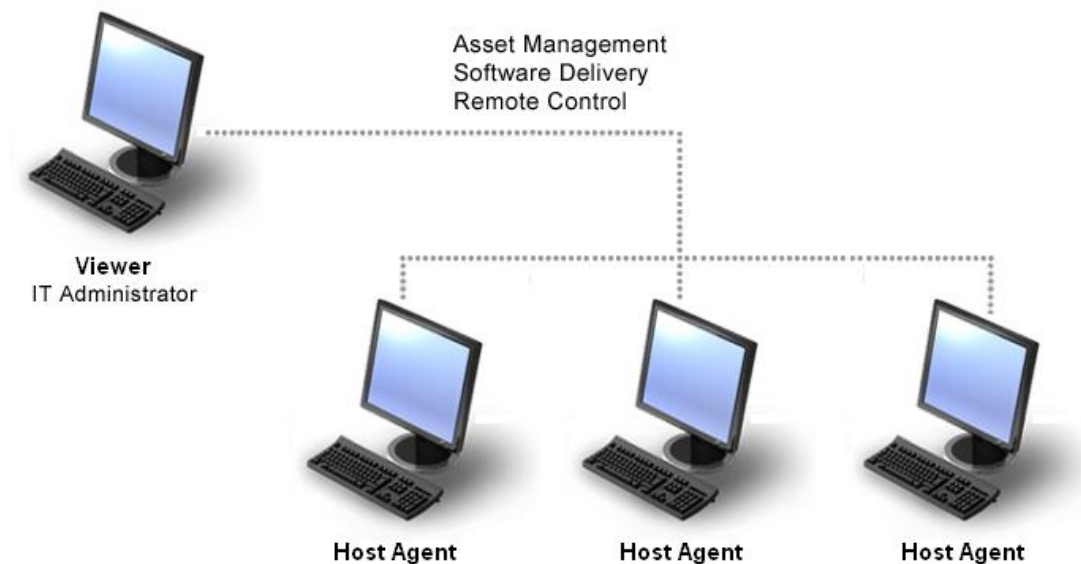 Asset Management
Software Delivery
Remote Control
Viewer
IT Administrator
Host Agent
Host Agent
Host Agent